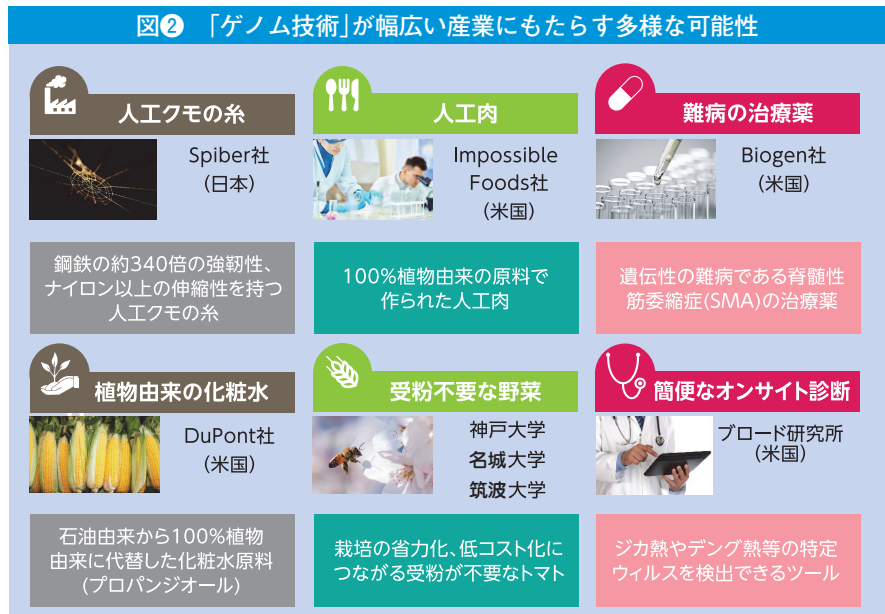 図❷ 「ゲノム技術」が幅広い産業にもたらす多様な可能性
人工クモの糸
Spiber社
(日本)
鋼鉄の約340倍の強靭性、
ナイロン以上の伸縮性を持つ
人工クモの糸
人工肉
Impossible
Foods社
(米国)
100%植物由来の原料で
作られた人工肉
難病の治療薬
Biogen社
(米国)
遺伝性の難病である脊髄性
筋委縮症(SMA)の治療薬
植物由来の化粧水
DuPont社
(米国)
石油由来から100%植物
由来に代替した化粧水原料
(プロパンジオール)
受粉不要な野菜
神戸大学
名城大学
筑波大学
栽培の省力化、低コスト化に
つながる受粉が不要なトマト
簡便なオンサイト診断
ブロード研究所
(米国)
ジカ熱やデング熱等の特定
ウィルスを検出できるツール